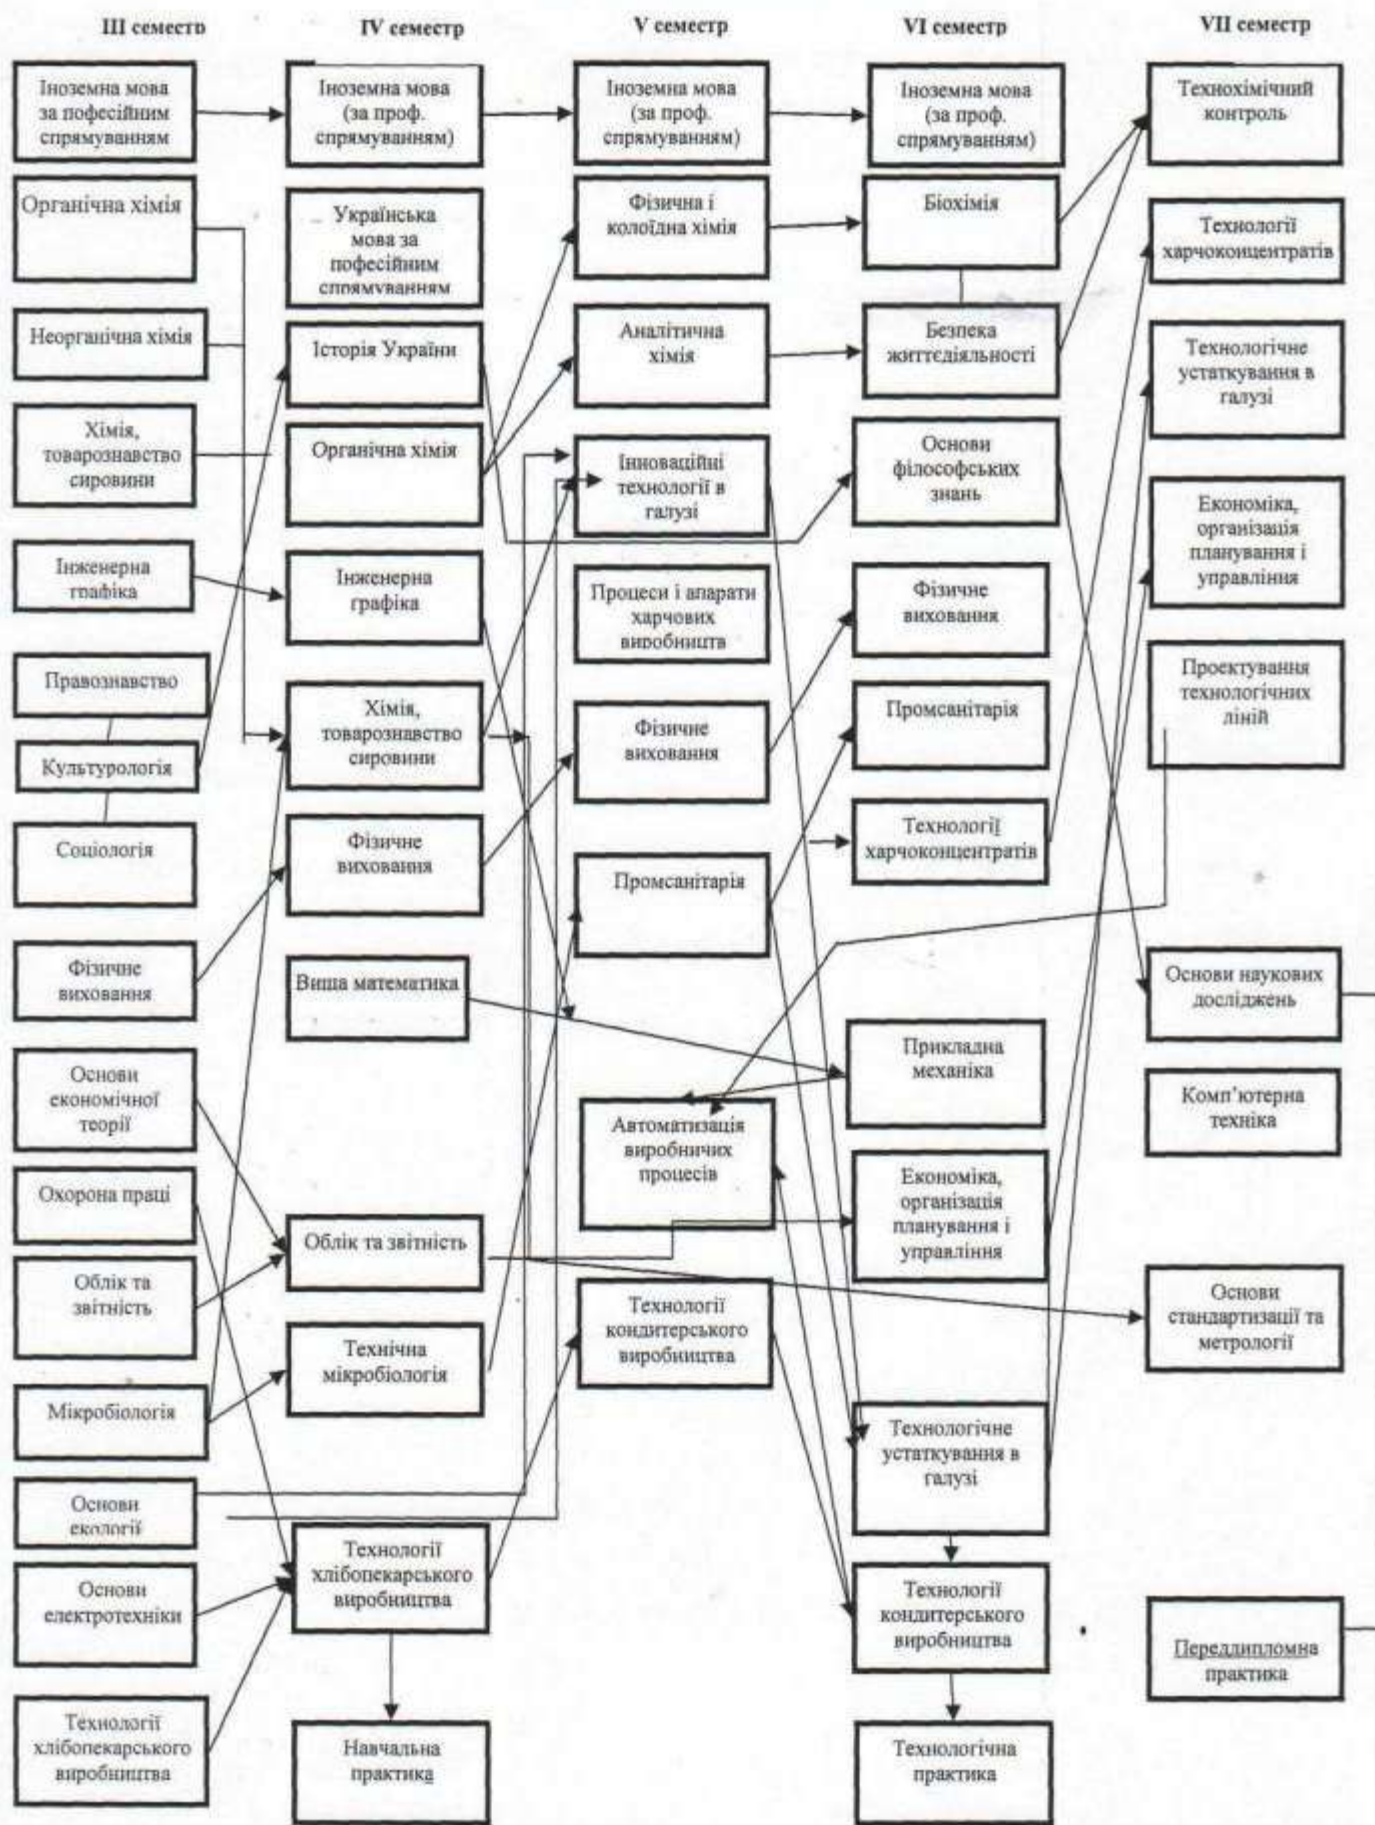 III семестр
IV семестр
V семестр
VI семестр
VII семестр
Іноземна мова
за пофесійним
спрямуванням
Органічна хімія
Неорганічна хімія
Хімія,
товарознавство
сировини
Інженерна
графіка
Правознавство
Культурологія
Соціологія
Фізичне
виховання
Основи
економічної
теорії
Охорона праці
Облік та
звітність
Мікробіологія
Основи
екології
Основи
електротехніки
Технології
хлібопекарського
виробництва
Іноземна мова
(за проф.
спрямуванням)
Українська
мова за
пофесійним
спрямуванням
Історія України
Органічна хімія
Інженерна
графіка
Хімія,
товарознавство
сировини
Фізичне
виховання
Вища математика
Облік та звітність
Технічна
мікробіологія
Технології
хлібопекарського
виробництва
Навчальна
практика
Іноземна мова
(за проф.
спрямуванням)
Фізична і
колоїдна хімія
Аналітична
хімія
Інноваційні
технології в
галузі
Процеси і апарати
харчових
виробництв
Фізичне
виховання
Промсанітарія
Автоматизація
виробничих
процесів
Технології
кондитерського
виробництва
Іноземна мова
(за проф.
спрямуванням)
Біохімія
Безпека
життєдіяльності
Основи
філософських
знань
Фізичне
виховання
Промсанітарія
Технології
харчоконцентратів
Прикладна
механіка
Економіка,
організація
планування і
управління
Технологічне
устаткування в
галузі
Технології
кондитерського
виробництва
Технологічна
практика
Технохімічний
контроль
Технології
харчоконцентратів
Технологічне
устаткування в
галузі
Економіка,
організація
планування і
управління
Проектування
технологічних
ліній
Основи наукових
досліджень
Комп’ютерна
техніка
Основи
стандартизації та
метрології
Переддипломна
практика